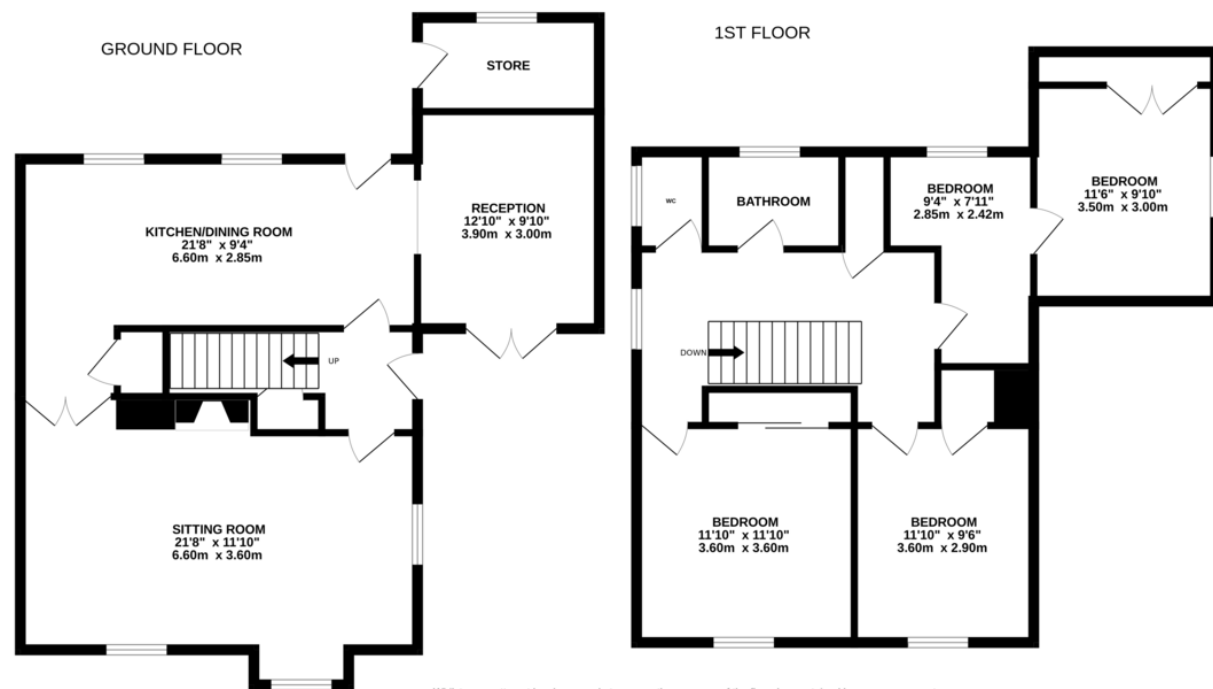 GROUND FLOOR
STORE
RECEPTION
12'10" x 9'10"
3.90m x 3.00m
KITCHEN/DINING ROOM
21'8" x 9'4"
6.60m x 2.85m
UP
SITTING ROOM
21'8" x 11'10"
6.60m x 3.60m
1ST FLOOR
WC
BATHROOM
BEDROOM
9'4" x 7'11"
2.85m x 2.42m
BEDROOM
11'6" x 9'10"
3.50m x 3.00m
DOWN
BEDROOM
11'10" x 11'10"
3.60m x 3.60m
BEDROOM
11'10" x 9'6"
3.60m x 2.90m